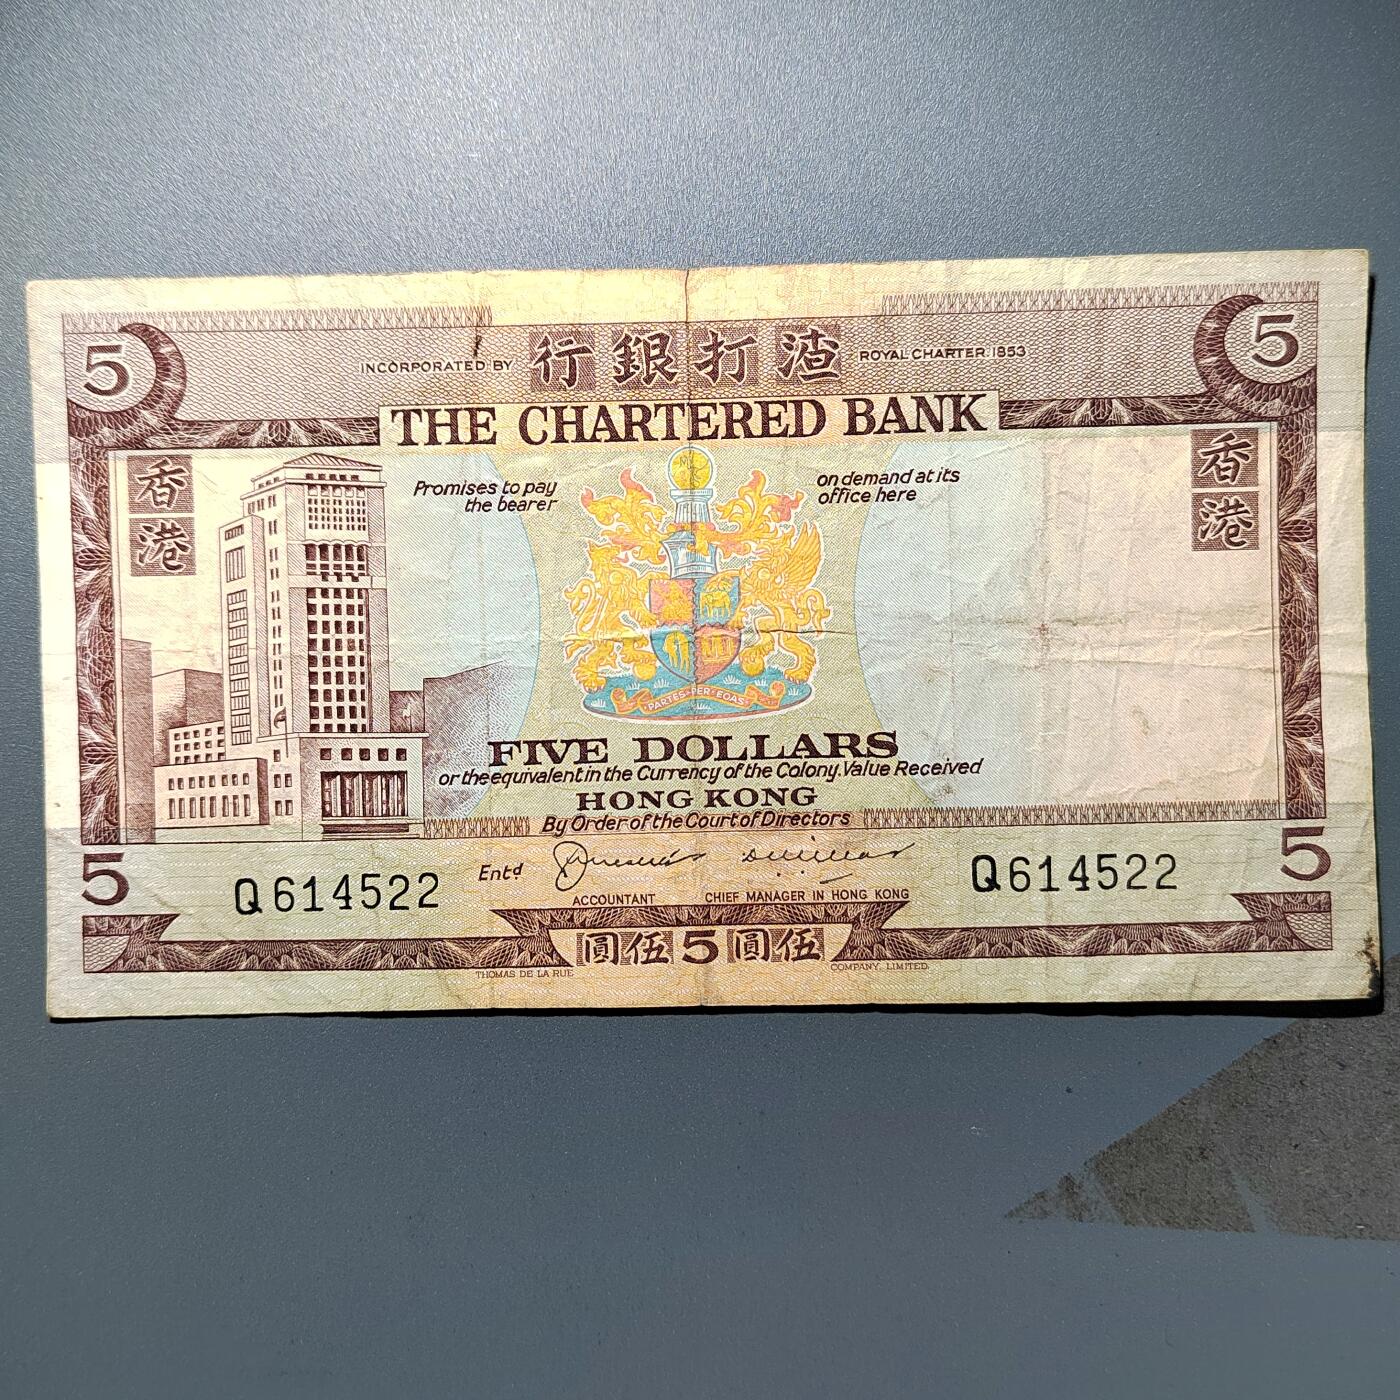 5
INCORPORATED BY 行銀打渣 ROYAL CHARTER.1853
5
THE CHARTERED BANK
香港
香港
Promises to pay the bearer
on demand at its office here
PARTES·PER·EOAS
FIVE DOLLARS
or the equivalent in the Currency of the Colony. Value Received
HONG KONG
By Order of the Court of Directors
5
5
Q614522
Entd
Q614522
ACCOUNTANT
CHIEF MANAGER IN HONG KONG
圓伍 5 圓伍
THOMAS DE LA RUE
COMPANY, LIMITED.